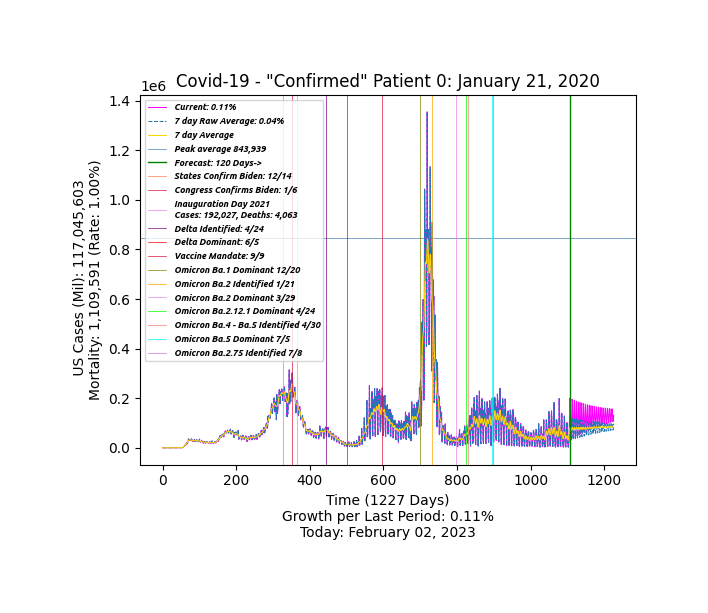 Covid-19 - "Confirmed" Patient 0: January 21, 2020
1e6
1.4
1.2
1.0
0.8
0.6
0.4
0.2
0.0
US Cases (Mil): 117,045,603
Mortality: 1,109,591 (Rate: 1.00%)
Current: 0.11%
7 day Raw Average: 0.04%
7 day Average
Peak average 843,939
Forecast: 120 Days->
States Confirm Biden: 12/14
Congress Confirms Biden: 1/6
Inauguration Day 2021
Cases: 192,027, Deaths: 4,063
Delta Identified: 4/24
Delta Dominant: 6/5
Vaccine Mandate: 9/9
Omicron Ba.1 Dominant 12/20
Omicron Ba.2 Identified 1/21
Omicron Ba.2 Dominant 3/29
Omicron Ba.2.12.1 Dominant 4/24
Omicron Ba.4 - Ba.5 Identified 4/30
Omicron Ba.5 Dominant 7/5
Omicron Ba.2.75 Identified 7/8
0 200 400 600 800 1000 1200
Time (1227 Days)
Growth per Last Period: 0.11%
Today: February 02, 2023